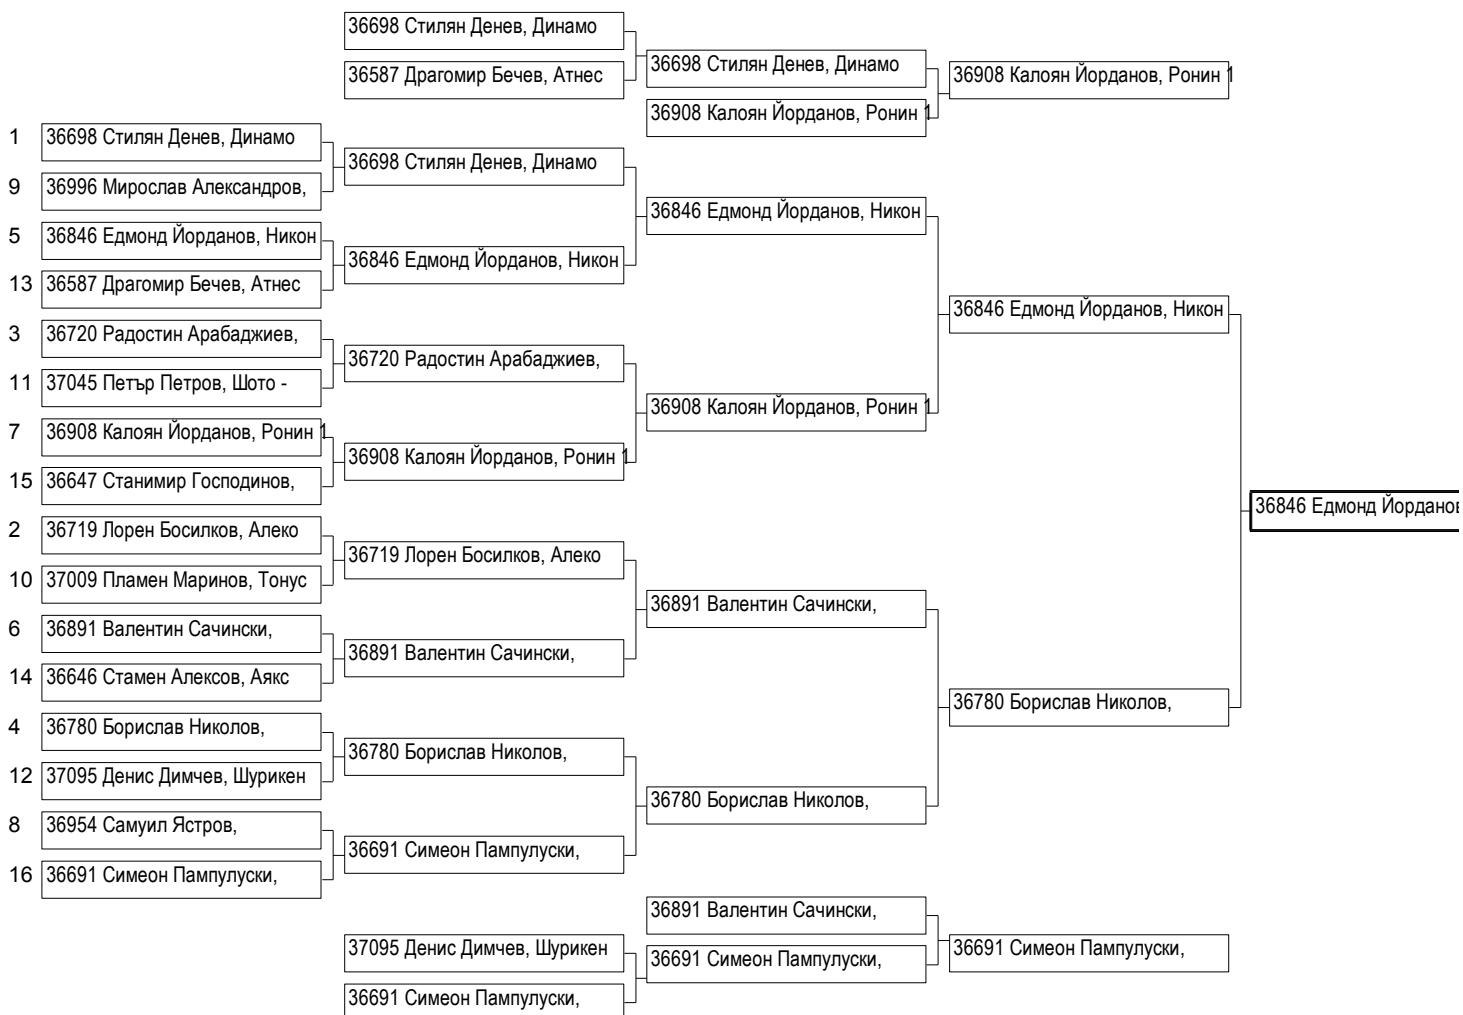 36698 Стилян Денев, Динамо
36587 Драгомир Бечев, Атнес
36698 Стилян Денев, Динамо
36908 Калоян Йорданов, Ронин 1
36908 Калоян Йорданов, Ронин 1
1 36698 Стилян Денев, Динамо
9 36996 Мирослав Александров,
5 36846 Едмонд Йорданов, Никон
13 36587 Драгомир Бечев, Атнес
3 36720 Радостин Арабаджиев,
11 37045 Петър Петров, Шото -
7 36908 Калоян Йорданов, Ронин 1
15 36647 Станимир Господинов,
2 36719 Лорен Босилков, Алеко
10 37009 Пламен Маринов, Тонус
6 36891 Валентин Сачински,
14 36646 Стамен Алексов, Аякс
4 36780 Борислав Николов,
12 37095 Денис Димчев, Шурикен
8 36954 Самуил Ястров,
16 36691 Симеон Пампулуски,
36698 Стилян Денев, Динамо
36846 Едмонд Йорданов, Никон
36720 Радостин Арабаджиев,
36908 Калоян Йорданов, Ронин 1
36719 Лорен Босилков, Алеко
36891 Валентин Сачински,
36780 Борислав Николов,
36691 Симеон Пампулуски,
36846 Едмонд Йорданов, Никон
36908 Калоян Йорданов, Ронин 1
36891 Валентин Сачински,
36780 Борислав Николов,
36846 Едмонд Йорданов, Никон
36780 Борислав Николов,
36846 Едмонд Йорданов
37095 Денис Димчев, Шурикен
36691 Симеон Пампулуски,
36891 Валентин Сачински,
36691 Симеон Пампулуски,
36691 Симеон Пампулуски,